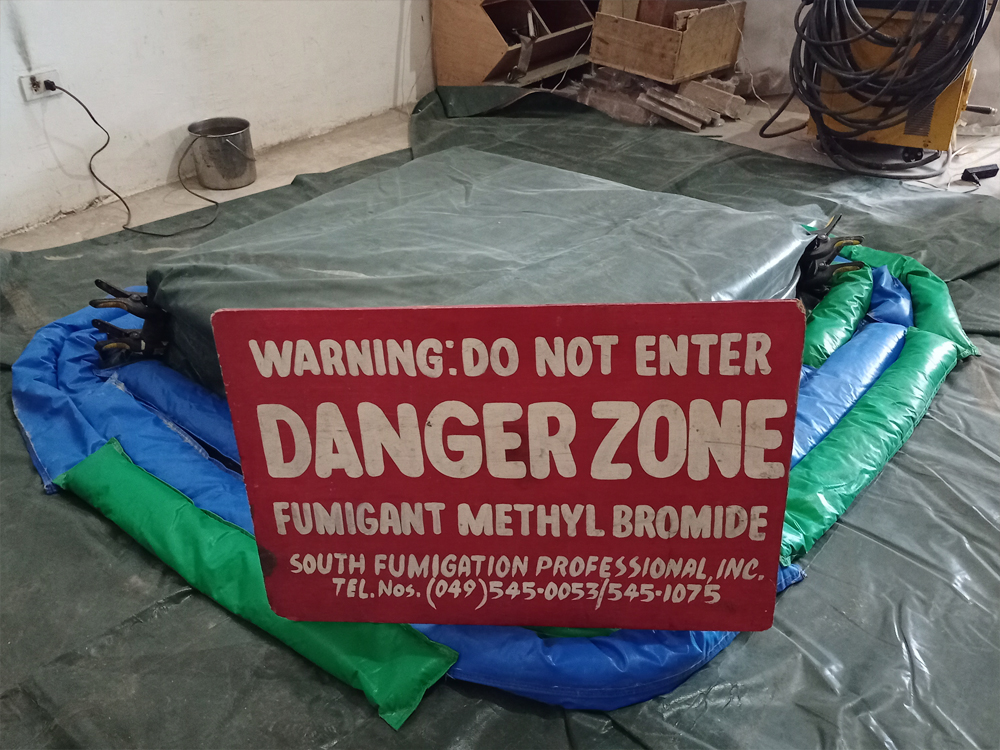 WARNING: DO NOT ENTER
DANGER ZONE
FUMIGANT METHYL BROMIDE
SOUTH FUMIGATION PROFESSIONAL, INC.
TEL. NOS. (049) 545-0053/545-1075